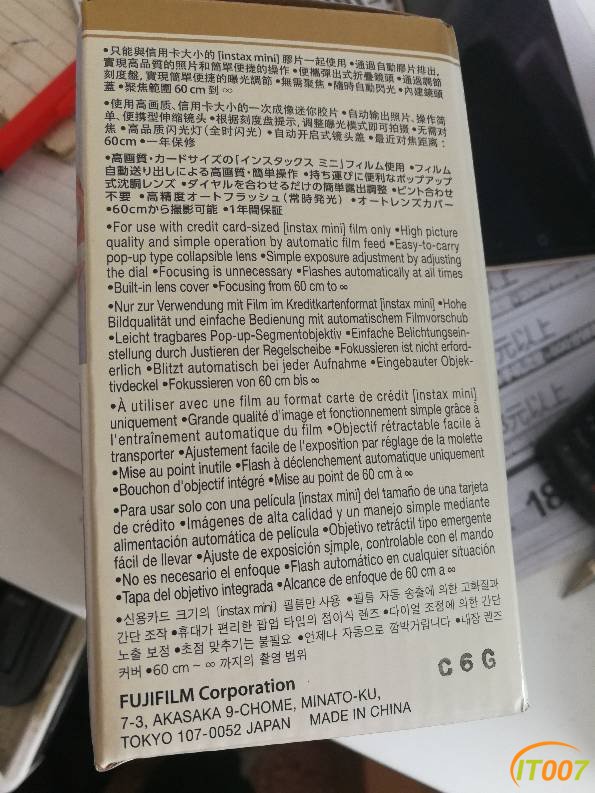 •只能與信用卡大小的 [instax mini] 膠片一起使用 •通過自動膠片排出,
實現高品質的照片和簡單便捷的操作 •便攜彈出式折疊鏡頭 •通過調節
刻度盤, 實現簡單便捷的曝光調節 •無需聚焦 •隨時自動閃光 •內建鏡頭
蓋 •聚焦範圍 60 cm 到 ∞
•使用高画质、信用卡大小的一次成像迷你胶片 •自动输出照片、操作简
单、便携型伸缩镜头 •根据刻度盘提示, 调整曝光模式即可拍摄 •无需对
焦 •高品质闪光灯(全时闪光) •自动开启式镜头盖 •最近对焦距离:
60cm •一年保修
•高画質・カードサイズの[インスタックス ミニ]フィルム使用 •フィルム
自動送り出しによる高画質・簡単操作 •持ち運びに便利なポップアップ
式沈胴レンズ •ダイヤルを合わせるだけの簡単露出調整 •ピント合わせ
不要 •高精度オートフラッシュ(常時発光) •オートレンズカバー
•60cmから撮影可能 •1年間保証
•For use with credit card-sized [instax mini] film only •High picture
quality and simple operation by automatic film feed •Easy-to-carry
pop-up type collapsible lens •Simple exposure adjustment by adjusting
the dial •Focusing is unnecessary •Flashes automatically at all times
•Built-in lens cover •Focusing from 60 cm to ∞
•Nur zur Verwendung mit Film im Kreditkartenformat [instax mini] •Hohe
Bildqualität und einfache Bedienung mit automatischem Filmvorschub
•Leicht tragbares Pop-up-Segmentobjektiv •Einfache Belichtungsein-
stellung durch Justieren der Regelscheibe •Fokussieren ist nicht erford-
erlich •Blitzt automatisch bei jeder Aufnahme •Eingebauter Objek-
tivdeckel •Fokussieren von 60 cm bis ∞
•À utiliser avec une film au format carte de crédit [instax mini]
uniquement •Grande qualité d'image et fonctionnement simple grâce à
l'entraînement automatique du film •Objectif rétractable facile à
transporter •Ajustement facile de l'exposition par réglage de la molette
•Mise au point inutile •Flash à déclenchement automatique uniquement
•Bouchon d'objectif intégré •Mise au point de 60 cm à ∞
•Para usar solo con una película [instax mini] del tamaño de una tarjeta
de crédito •Imágenes de alta calidad y un manejo simple mediante
alimentación automática de película •Objetivo retráctil tipo emergente
fácil de llevar •Ajuste de exposición simple, controlable con el mando
•No es necesario el enfoque •Flash automático en cualquier situación
•Tapa del objetivo integrada •Alcance de enfoque de 60 cm a ∞
•신용카드 크기의 [instax mini] 필름만 사용 •필름 자동 송출에 의한 고화질과
간단 조작 •휴대가 편리한 팝업 타입의 접이식 렌즈 •다이얼 조정에 의한 간단
노출 보정 •초점 맞추기는 불필요 •언제나 자동으로 깜박거립니다 •내장 렌즈
커버 •60 cm ~ ∞ 까지의 촬영 범위
C6G
FUJIFILM Corporation
7-3, AKASAKA 9-CHOME, MINATO-KU,
TOKYO 107-0052 JAPAN MADE IN CHINA
元以上
元以上
18
IT007